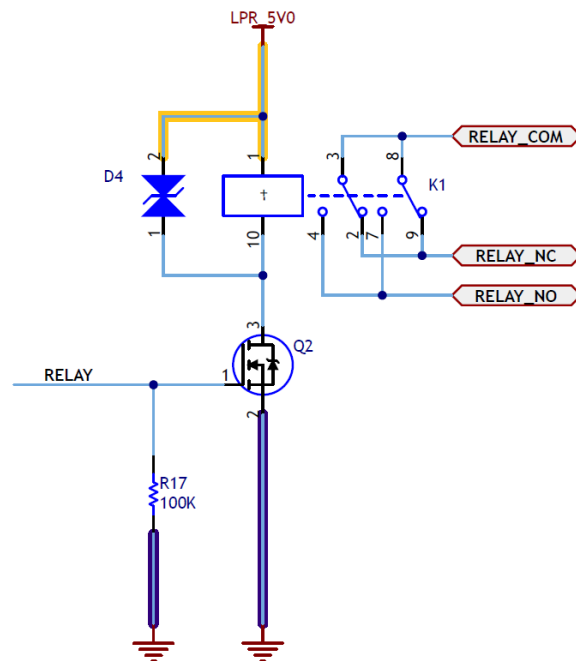 LPR_5V0
2
1
3
8
RELAY_COM
D4
†
K1
1
10
4
2
7
9
RELAY_NC
RELAY_NO
3
Q2
RELAY
1
2
R17
100K